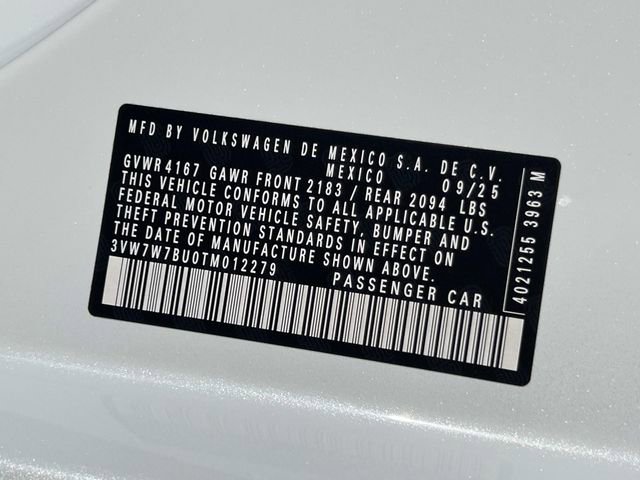 MFD BY VOLKSWAGEN DE MEXICO S.A. DE C.V.
MEXICO 09/25
GVWR 4167 GAWR FRONT 2183 / REAR 2094 LBS
THIS VEHICLE CONFORMS TO ALL APPLICABLE U.S.
FEDERAL MOTOR VEHICLE SAFETY, BUMPER AND
THEFT PREVENTION STANDARDS IN EFFECT ON
THE DATE OF MANUFACTURE SHOWN ABOVE.
3VW7W7BU0TM012279 PASSENGER CAR
4021255 3963 M